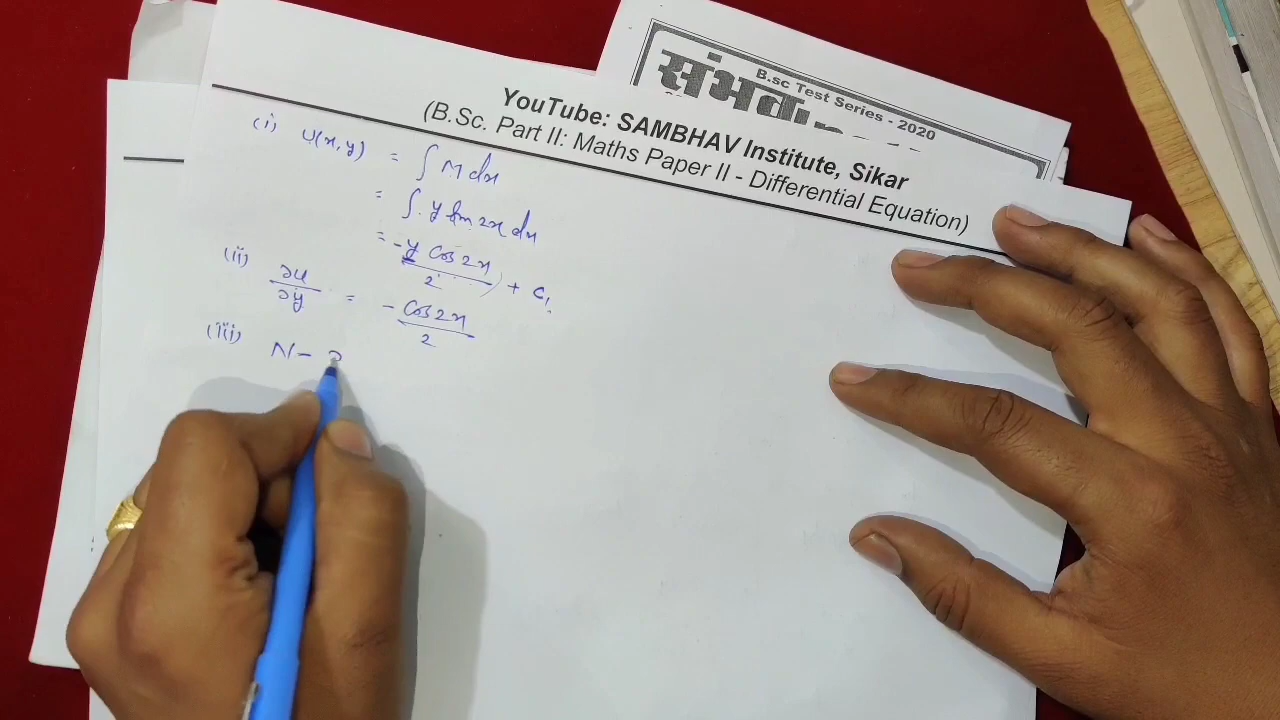 संभव
B.sc Test Series - 2020
YouTube: SAMBHAV Institute, Sikar
(B.Sc. Part II: Maths Paper II - Differential Equation)
(i) U(x,y) = ∫ M dx
= ∫ y sin 2x dx
= -y cos 2x / 2 + C₁
(ii) ∂u/∂y = - cos 2x / 2
(iii) N -